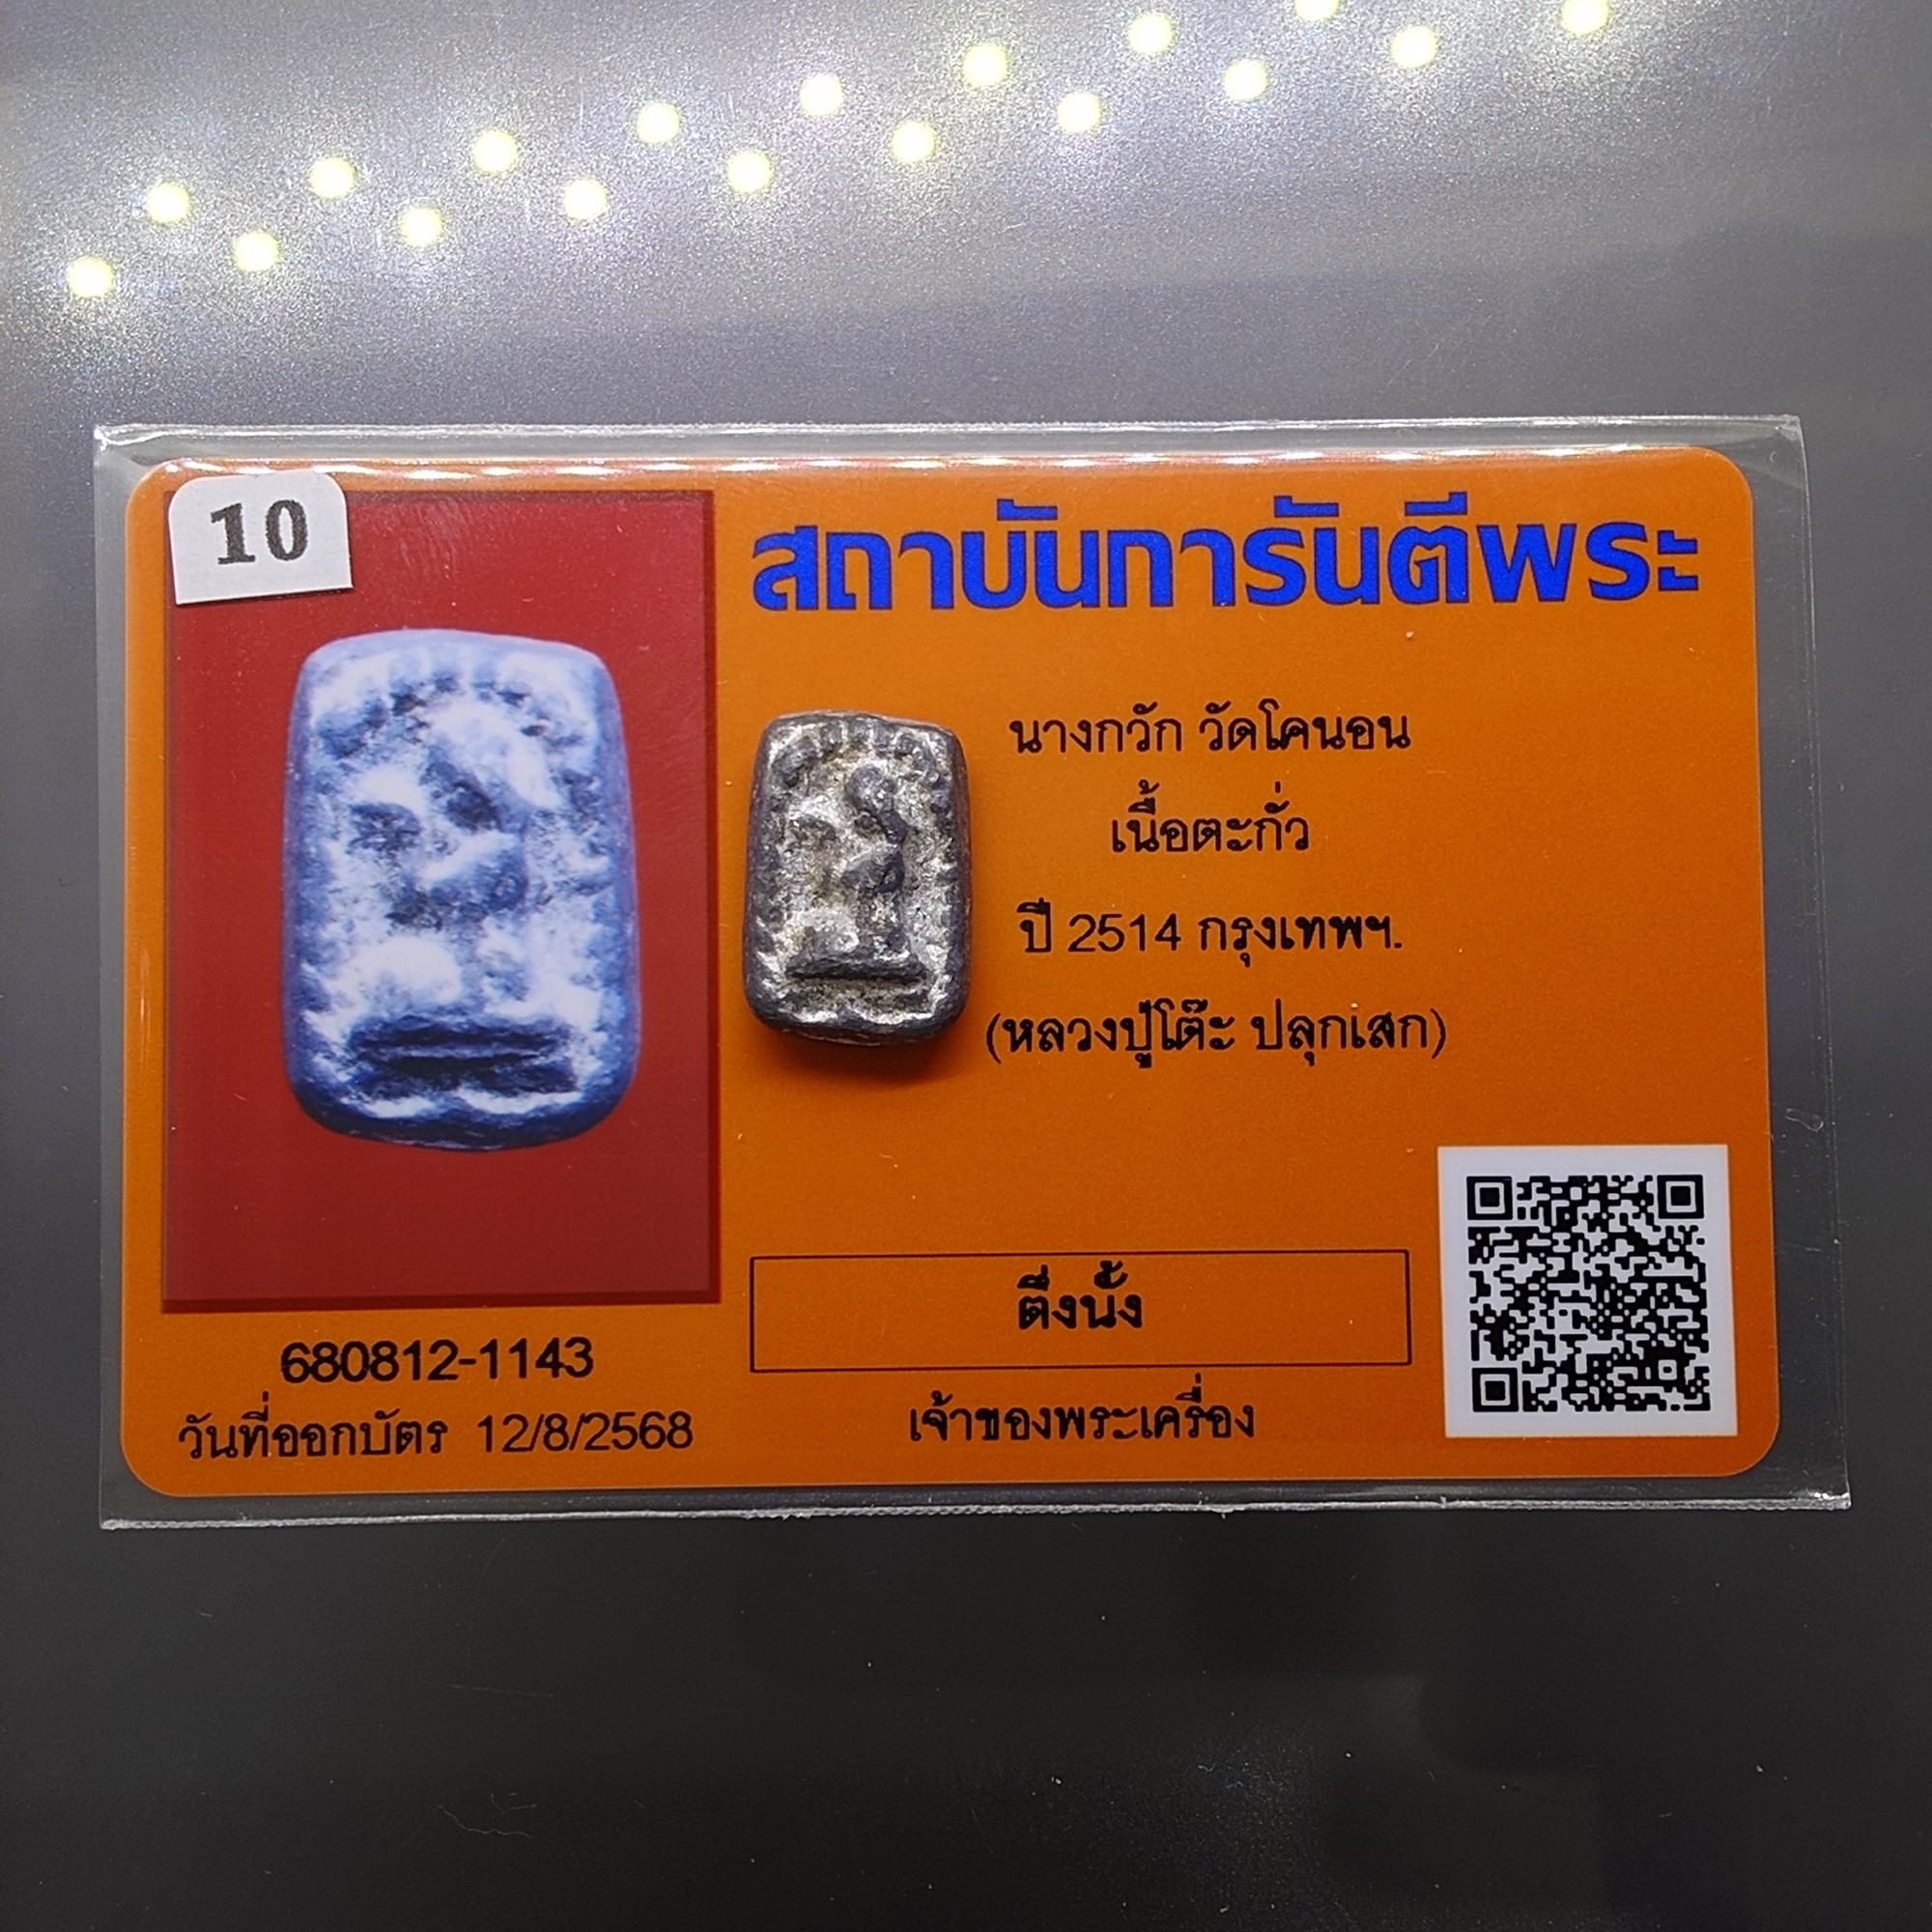 10
สถาบันการันตีพระ
นางกวัก วัดโคนอน
เนื้อตะกั่ว
ปี 2514 กรุงเทพฯ.
(หลวงปู่โต๊ะ ปลุกเสก)
ตึ่งนั้ง
680812-1143
วันที่ออกบัตร 12/8/2568
เจ้าของพระเครื่อง